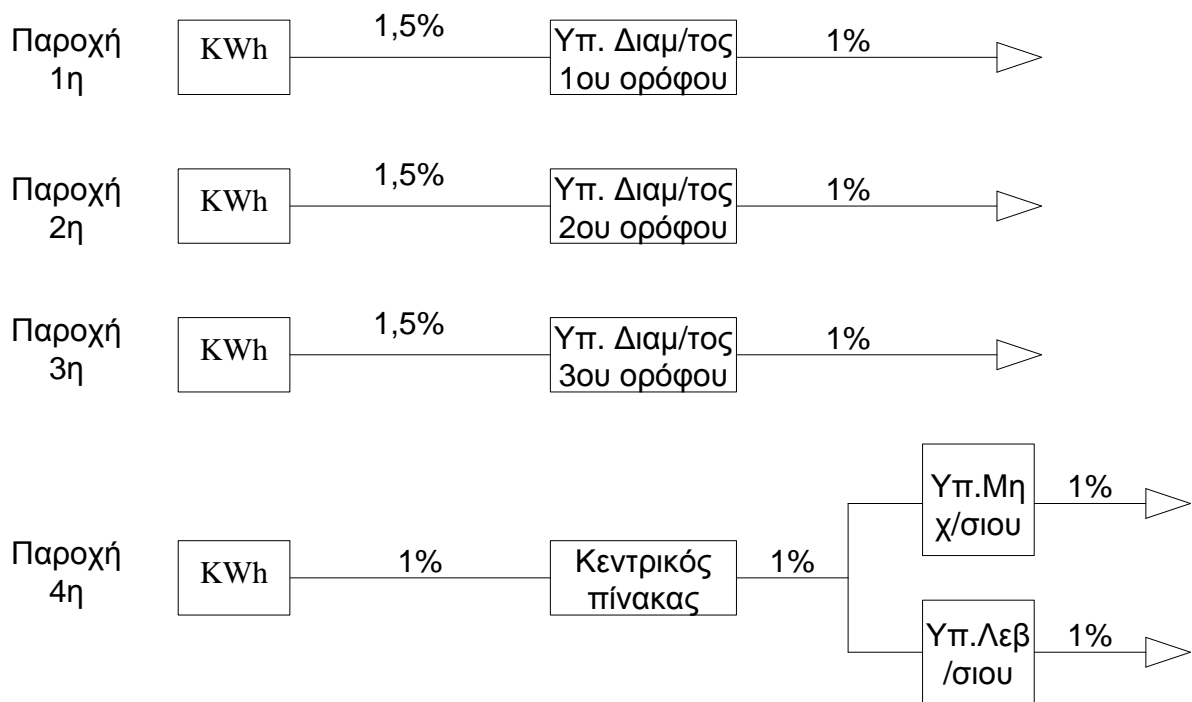 Παροχή
1η
KWh
1,5%
Υπ. Διαμ/τος
1ου ορόφου
1%
Παροχή
2η
KWh
1,5%
Υπ. Διαμ/τος
2ου ορόφου
1%
Παροχή
3η
KWh
1,5%
Υπ. Διαμ/τος
3ου ορόφου
1%
Παροχή
4η
KWh
1%
Κεντρικός
πίνακας
1%
Υπ.Μη
χ/σιου
1%
Υπ.Λεβ
/σιου
1%